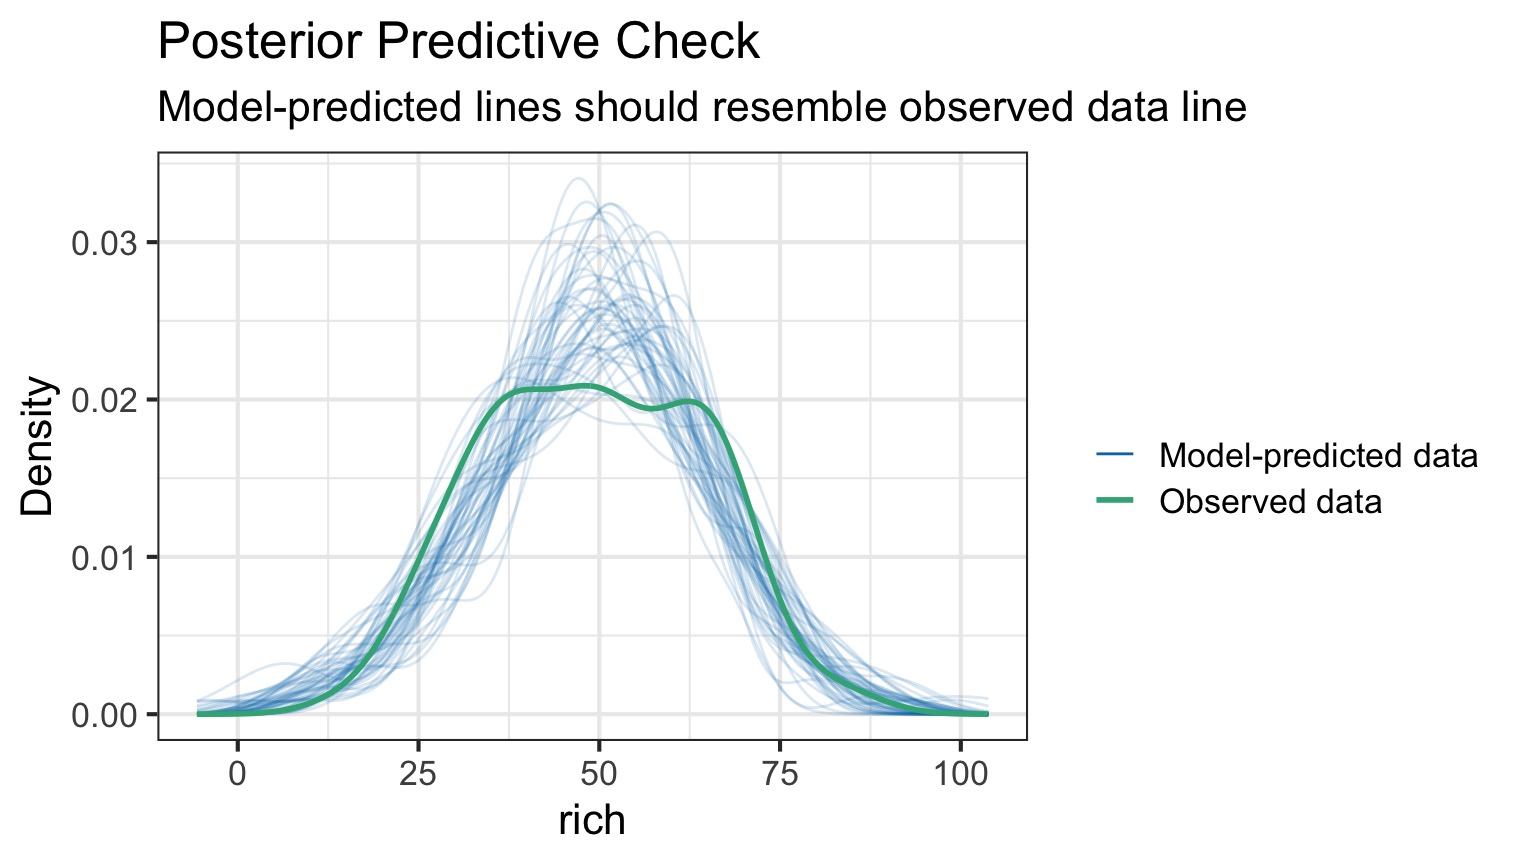 Posterior Predictive Check
Model-predicted lines should resemble observed data line
Density
0.03
0.02
0.01
0.00
0 25 50 75 100
rich
Model-predicted data
Observed data